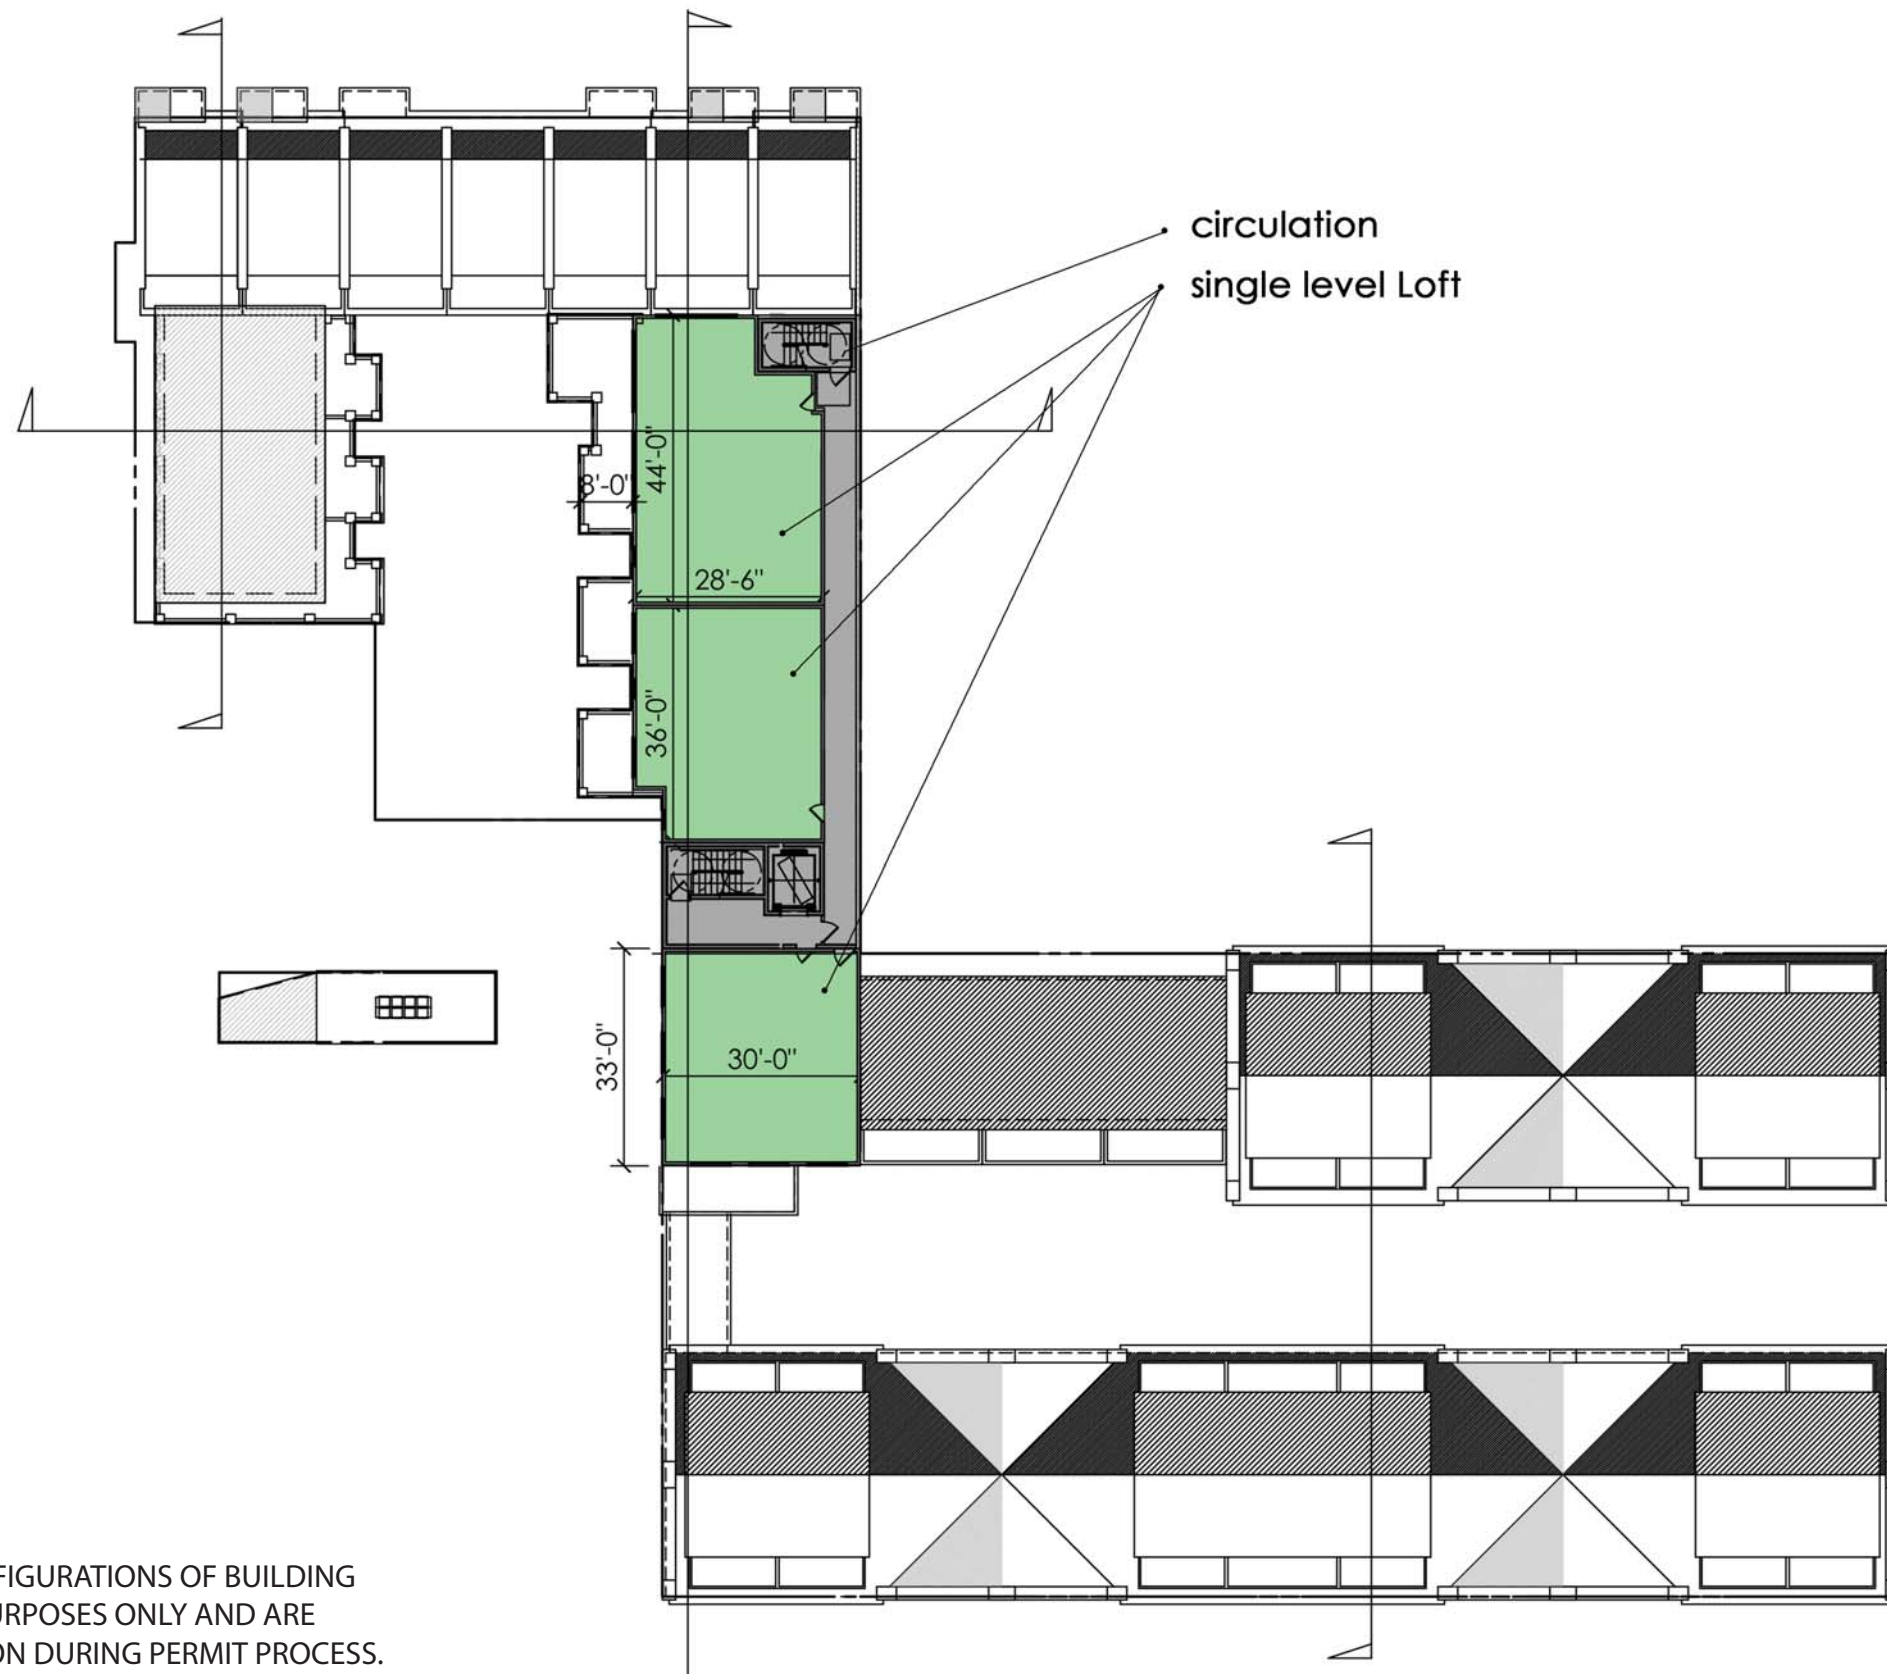 circulation
single level Loft
44'-0"
8'-0"
28'-6"
36'-0"
33'-0"
30'-0"
FIGURATIONS OF BUILDING
URPOSES ONLY AND ARE
ON DURING PERMIT PROCESS.